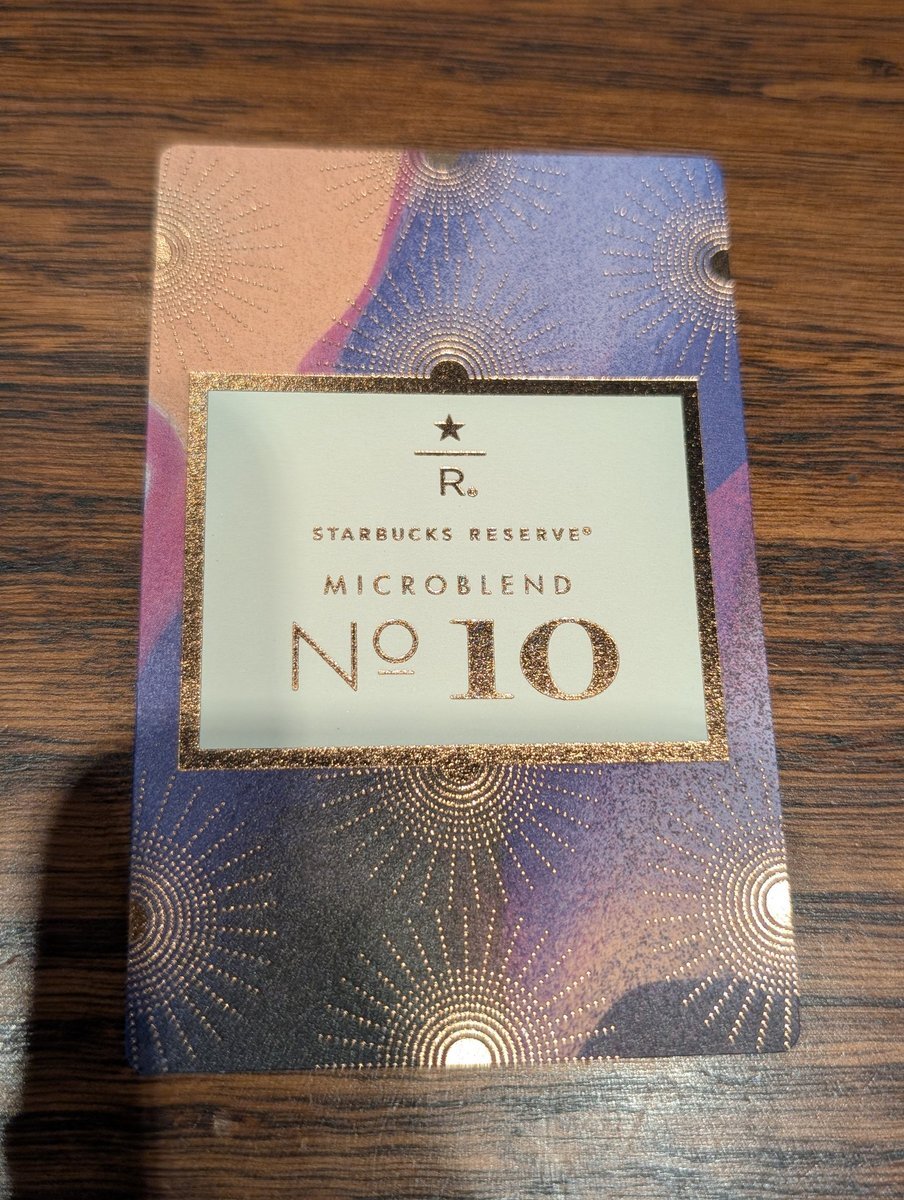 R®
STARBUCKS RESERVE®
MICROBLEND
Nº 10